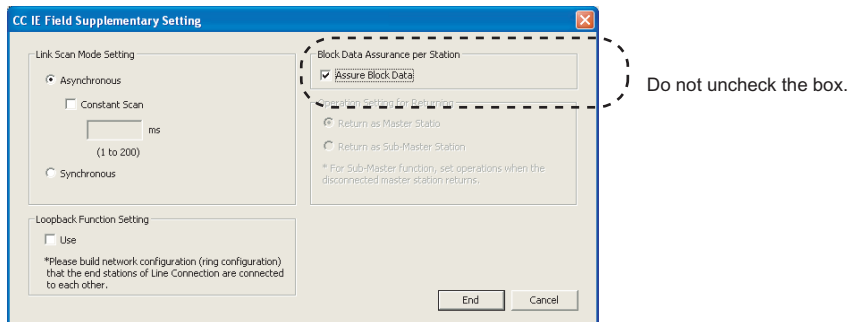 CC IE Field Supplementary Setting
Link Scan Mode Setting
Asynchronous
Constant Scan
ms
(1 to 200)
Synchronous
Loopback Function Setting
Use
*Please build network configuration (ring configuration)
that the end stations of Line Connection are connected
to each other.
Block Data Assurance per Station
Assure Block Data
Operation Setting for Returning
Return as Master Statio
Return as Sub-Master Station
* For Sub-Master function, set operations when the
disconnected master station returns.
End
Cancel
Do not uncheck the box.